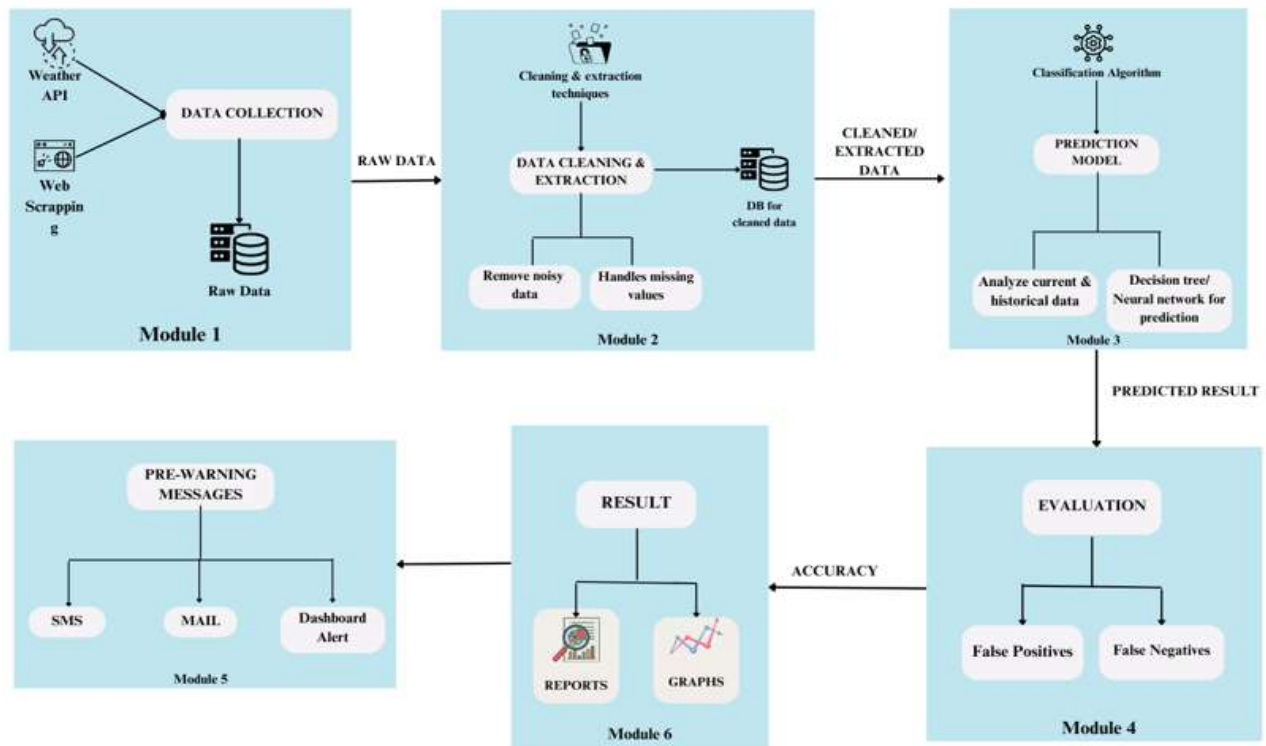 Weather
API
DATA COLLECTION
Web
Scrappin
g
Raw Data
Module 1
RAW DATA
Cleaning & extraction
techniques
DATA CLEANING &
EXTRACTION
DB for
cleaned data
Remove noisy
data
Handles missing
values
Module 2
CLEANED/
EXTRACTED
DATA
Classification Algorithm
PREDICTION
MODEL
Analyze current &
historical data
Decision tree/
Neural network for
prediction
Module 3
PREDICTED RESULT
EVALUATION
False Positives
False Negatives
Module 4
ACCURACY
RESULT
REPORTS
GRAPHS
Module 6
PRE-WARNING
MESSAGES
SMS
MAIL
Dashboard
Alert
Module 5